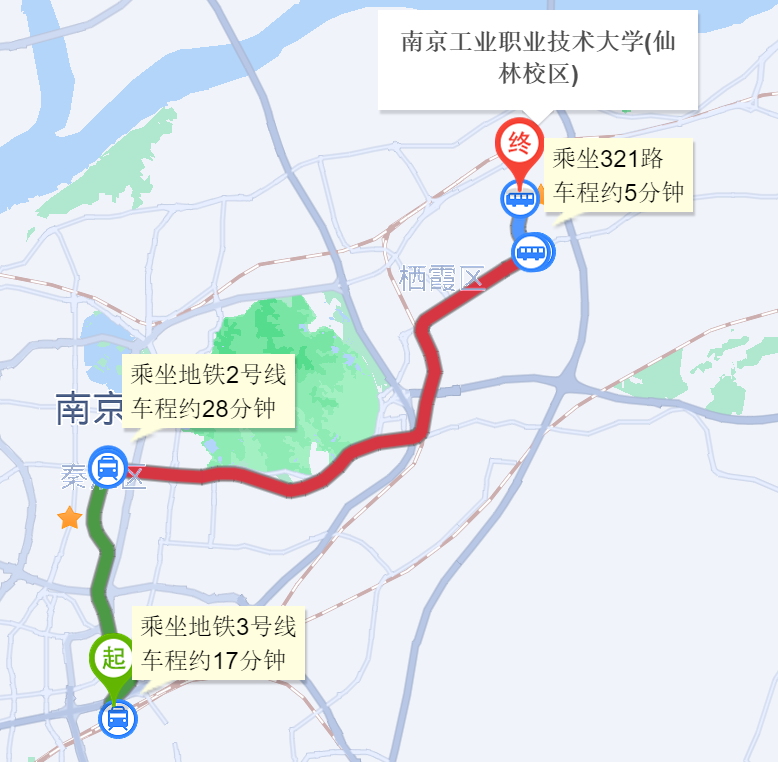 南京工业职业技术大学(仙
林校区)
终
乘坐321路
车程约5分钟
栖霞区
乘坐地铁2号线
车程约28分钟
南京
秦
区
乘坐地铁3号线
车程约17分钟
起